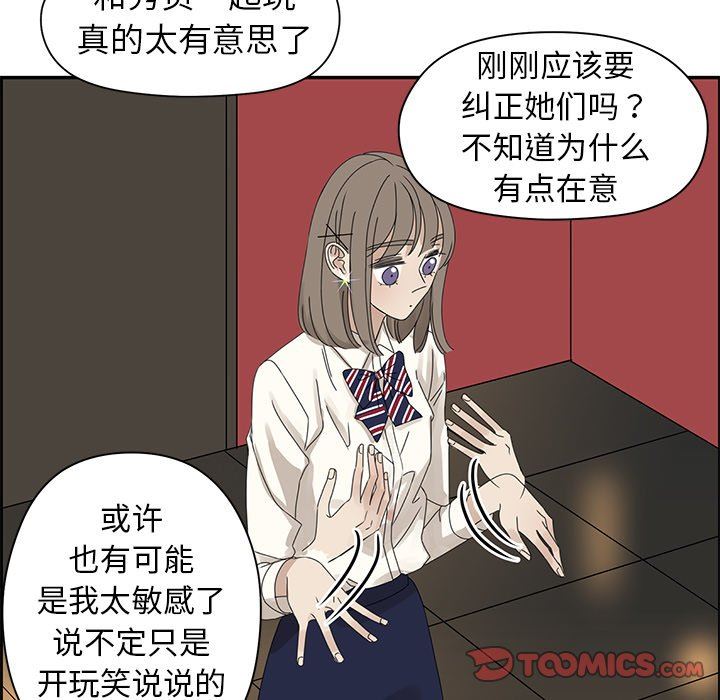 真的太有意思了
刚刚应该要
纠正她们吗？
不知道为什么
有点在意
或许
也有可能
是我太敏感了
说不定只是
开玩笑说说的
TOOMICS.COM